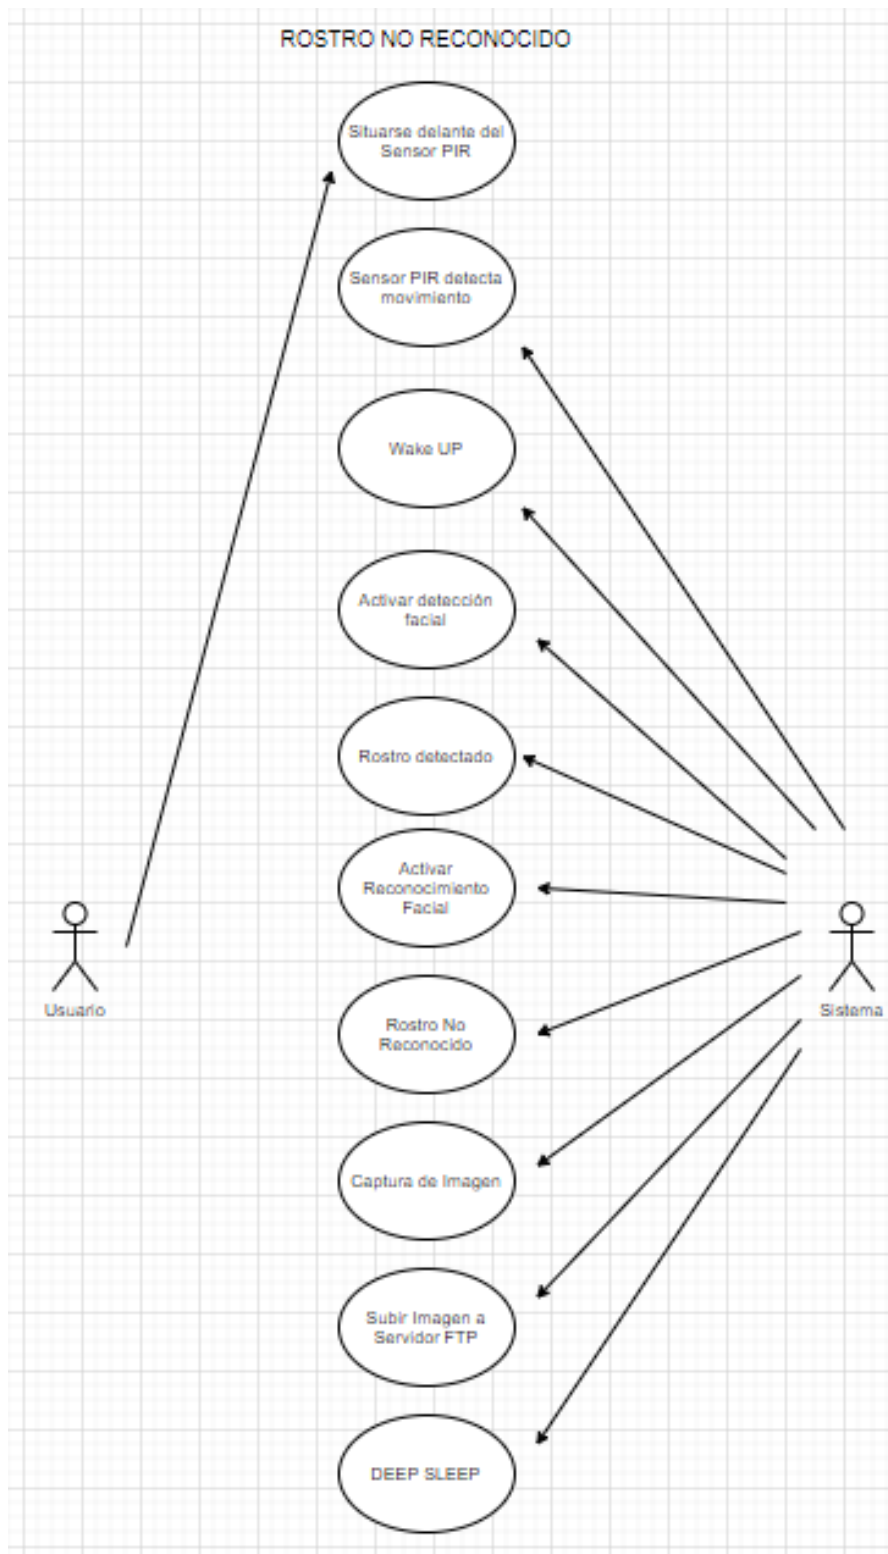 ROSTRO NO RECONOCIDO
Situarse delante del
Sensor PIR
Sensor PIR detecta
movimiento
Wake UP
Activar detección
facial
Rostro detectado
Activar
Reconocimiento
Facial
Usuario
Sistema
Rostro No
Reconocido
Captura de Imagen
Subir Imagen a
Servidor FTP
DEEP SLEEP